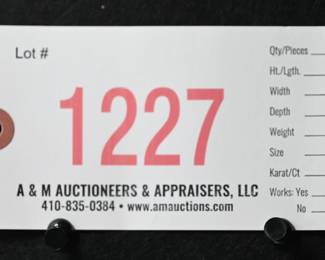 Lot #
1227
A & M AUCTIONEERS & APPRAISERS, LLC
410-835-0384 • www.amauctions.com
Qty/Pieces
Ht./Lgth.
Width
Depth
Weight
Size
Karat/Ct
Works: Yes
No